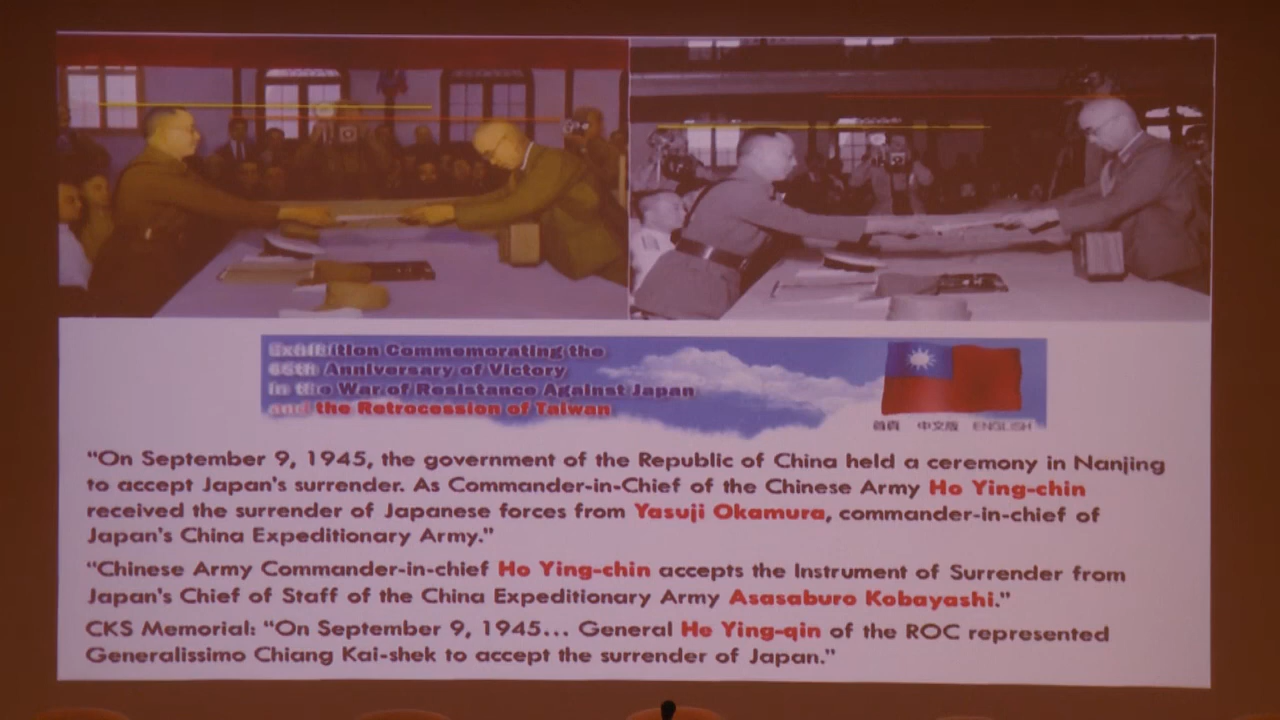 Exhibition Commemorating the
65th Anniversary of Victory
in the War of Resistance Against Japan
and the Retrocession of Taiwan
首頁 中文版 ENGLISH
"On September 9, 1945, the government of the Republic of China held a ceremony in Nanjing
to accept Japan's surrender. As Commander-in-Chief of the Chinese Army Ho Ying-chin
received the surrender of Japanese forces from Yasuji Okamura, commander-in-chief of
Japan's China Expeditionary Army."
"Chinese Army Commander-in-chief Ho Ying-chin accepts the Instrument of Surrender from
Japan's Chief of Staff of the China Expeditionary Army Asasaburo Kobayashi."
CKS Memorial: "On September 9, 1945... General He Ying-qin of the ROC represented
Generalissimo Chiang Kai-shek to accept the surrender of Japan."